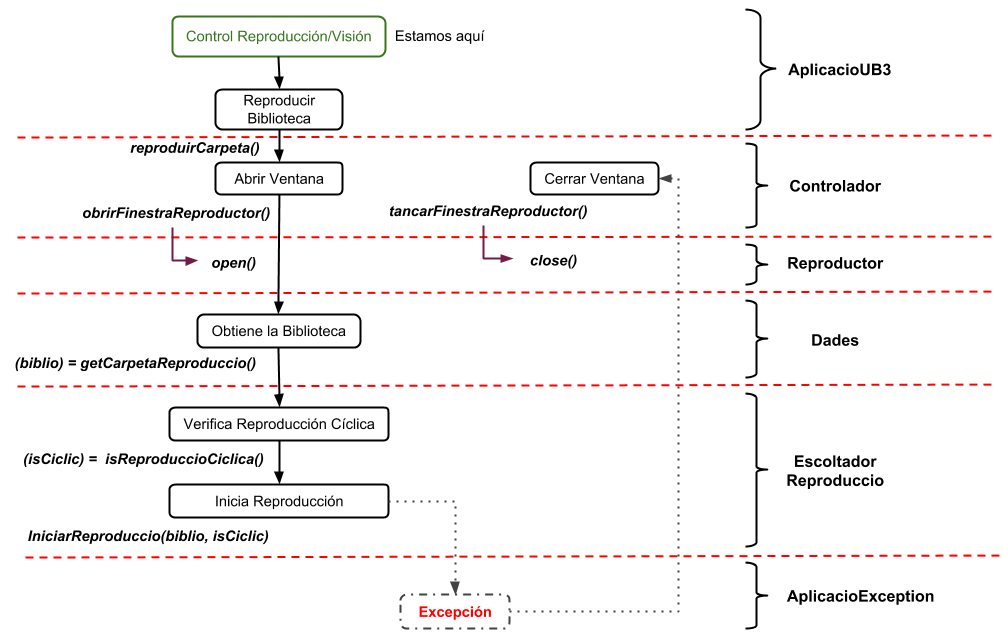 Control Reproducción/Visión
Estamos aquí
AplicacioUB3
Reproducir
Biblioteca
reproduirCarpeta()
Abrir Ventana
Cerrar Ventana
Controlador
obrirFinestraReproductor()
tancarFinestraReproductor()
open()
close()
Reproductor
Obtiene la Biblioteca
Dades
(biblio) = getCarpetaReproduccio()
Verifica Reproducción Cíclica
(isCiclic) = isReproduccioCiclica()
Escoltador
Reproduccio
Inicia Reproducción
IniciarReproduccio(biblio, isCiclic)
Excepción
AplicacioException